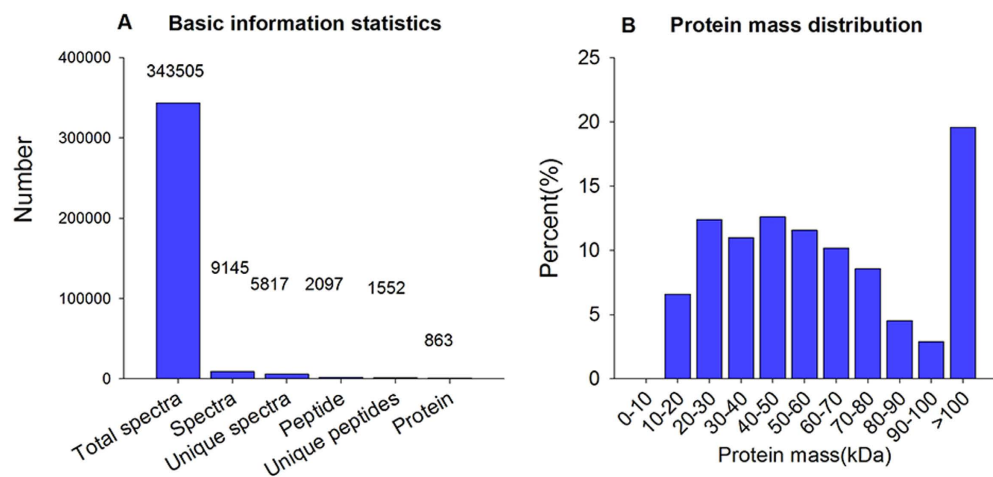 A Basic information statistics
Number
400000
300000
200000
100000
0
343505
9145
5817
2097
1552
863
Total spectra
Spectra
Unique spectra
Peptide
Unique peptides
Protein
B Protein mass distribution
Percent(%)
25
20
15
10
5
0
0-10
10-20
20-30
30-40
40-50
50-60
60-70
70-80
80-90
90-100
>100
Protein mass(kDa)